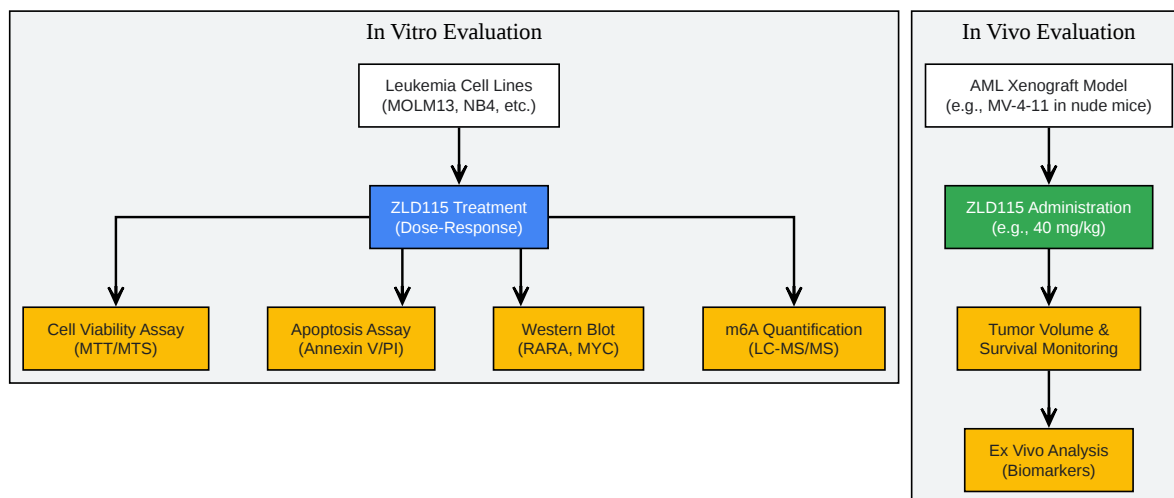 In Vitro Evaluation
Leukemia Cell Lines
(MOLM13, NB4, etc.)
ZLD115 Treatment
(Dose-Response)
Cell Viability Assay
(MTT/MTS)
Apoptosis Assay
(Annexin V/PI)
Western Blot
(RARA, MYC)
m6A Quantification
(LC-MS/MS)
In Vivo Evaluation
AML Xenograft Model
(e.g., MV-4-11 in nude mice)
ZLD115 Administration
(e.g., 40 mg/kg)
Tumor Volume &
Survival Monitoring
Ex Vivo Analysis
(Biomarkers)